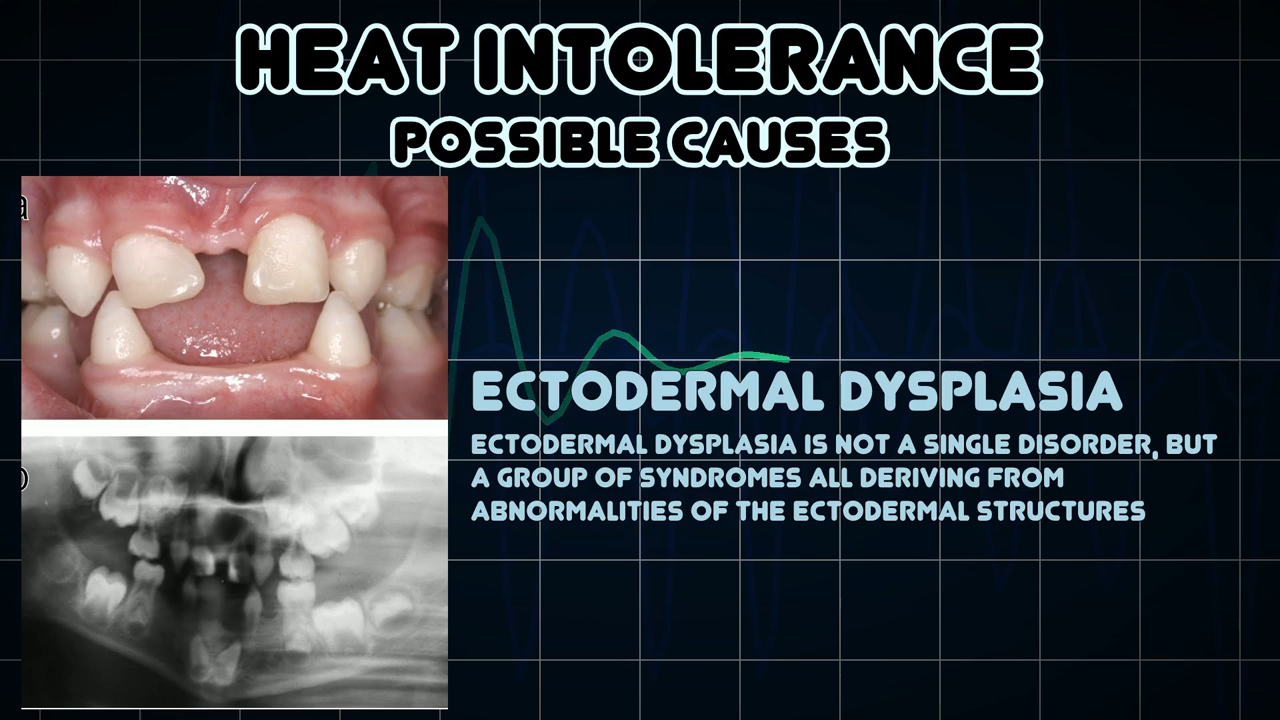 HEAT INTOLERANCE
POSSIBLE CAUSES
a
ECTODERMAL DYSPLASIA
ECTODERMAL DYSPLASIA IS NOT A SINGLE DISORDER, BUT
A GROUP OF SYNDROMES ALL DERIVING FROM
ABNORMALITIES OF THE ECTODERMAL STRUCTURES